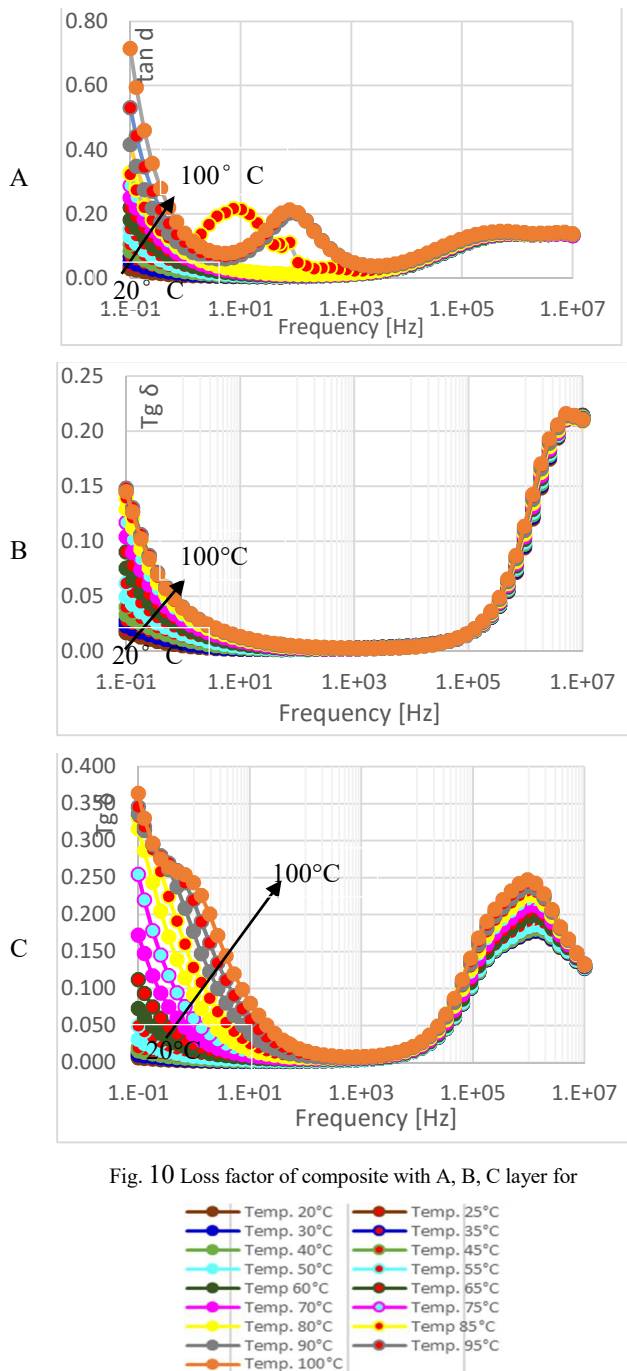 0.80
tan d
0.60
A
0.40
100° C
0.20
0.00
20° C
1.E-01 1.E+01 1.E+03 1.E+05 1.E+07
Frequency [Hz]
0.25
Tg δ
0.20
0.15
B
0.10
100°C
0.05
0.00
20° C
1.E-01 1.E+01 1.E+03 1.E+05 1.E+07
Frequency [Hz]
0.400
Tg δ
0.350
0.300
0.250
100°C
C
0.200
0.150
0.100
0.050
20°C
0.000
1.E-01 1.E+01 1.E+03 1.E+05 1.E+07
Frequency [Hz]
Fig. 10 Loss factor of composite with A, B, C layer for
Temp. 20°C Temp. 25°C
Temp. 30°C Temp. 35°C
Temp. 40°C Temp. 45°C
Temp. 50°C Temp. 55°C
Temp 60°C Temp. 65°C
Temp. 70°C Temp. 75°C
Temp. 80°C Temp 85°C
Temp. 90°C Temp. 95°C
Temp. 100°C